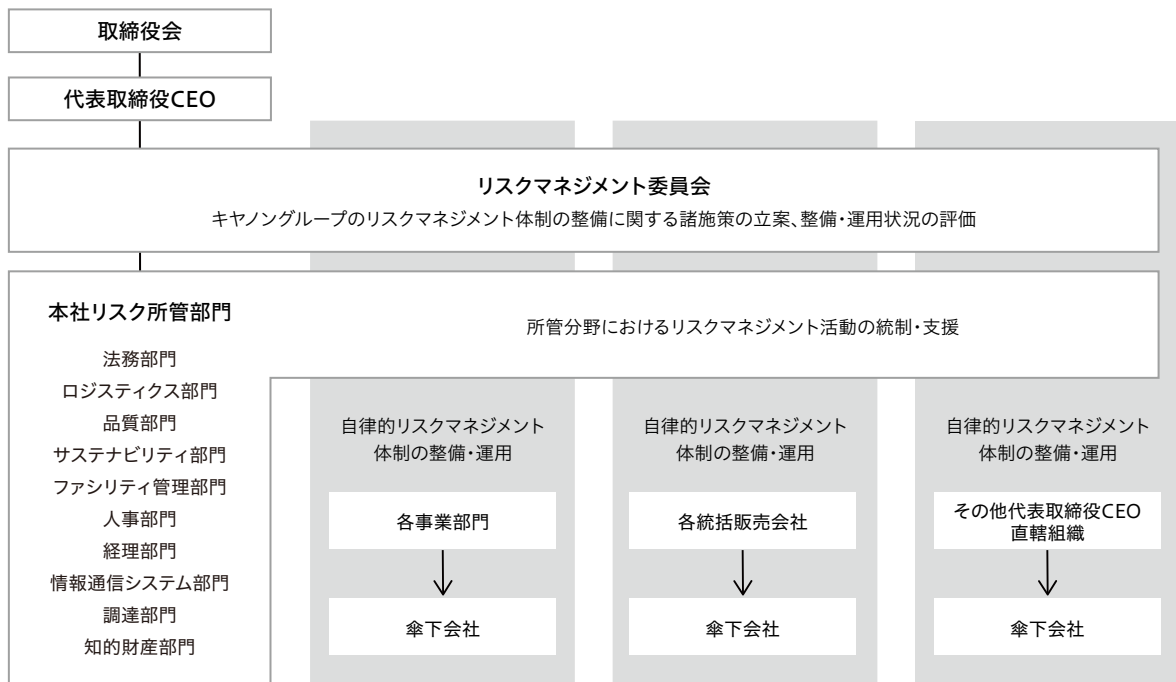 取締役会
代表取締役CEO
リスクマネジメント委員会
キヤノングループのリスクマネジメント体制の整備に関する諸施策の立案、整備・運用状況の評価
本社リスク所管部門
法務部門
ロジスティクス部門
品質部門
サステナビリティ部門
ファシリティ管理部門
人事部門
経理部門
情報通信システム部門
調達部門
知的財産部門
所管分野におけるリスクマネジメント活動の統制・支援
自律的リスクマネジメント
体制の整備・運用
各事業部門
傘下会社
自律的リスクマネジメント
体制の整備・運用
各統括販売会社
傘下会社
自律的リスクマネジメント
体制の整備・運用
その他代表取締役CEO
直轄組織
傘下会社